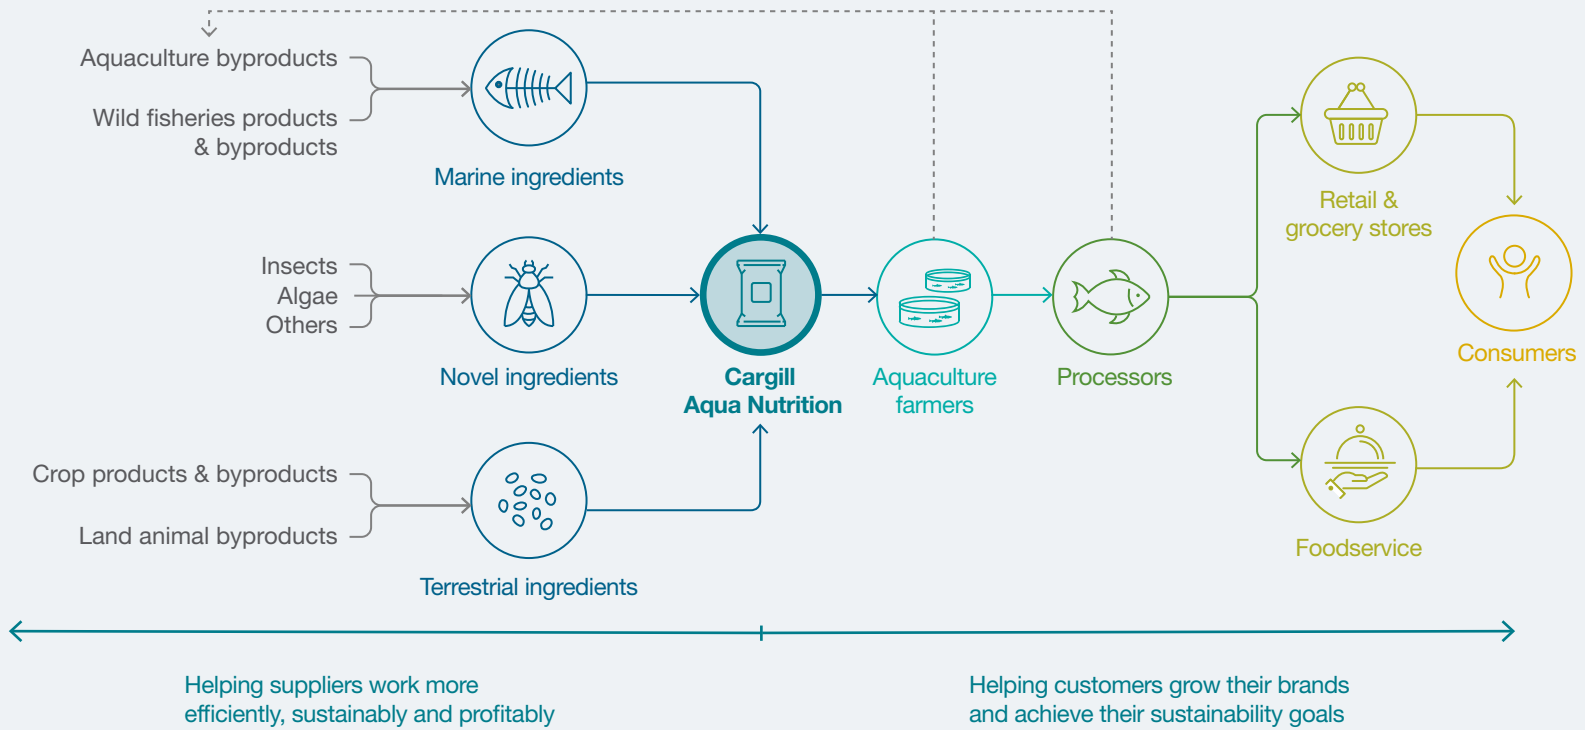 Aquaculture byproducts
Wild fisheries products
& byproducts
Marine ingredients
Insects
Algae
Others
Novel ingredients
Crop products & byproducts
Land animal byproducts
Terrestrial ingredients
Cargill
Aqua Nutrition
Aquaculture
farmers
Processors
Retail &
grocery stores
Foodservice
Consumers
Helping suppliers work more
efficiently, sustainably and profitably
Helping customers grow their brands
and achieve their sustainability goals